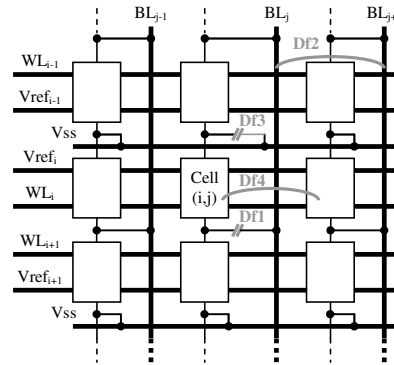 BLj-1 BLj BLj+
Df2
WLi-1
Vrefi-1
Df3
Vss
Vrefi
Cell
(i,j)
Df4
WLi
Df1
WLi+1
Vrefi+1
Vss